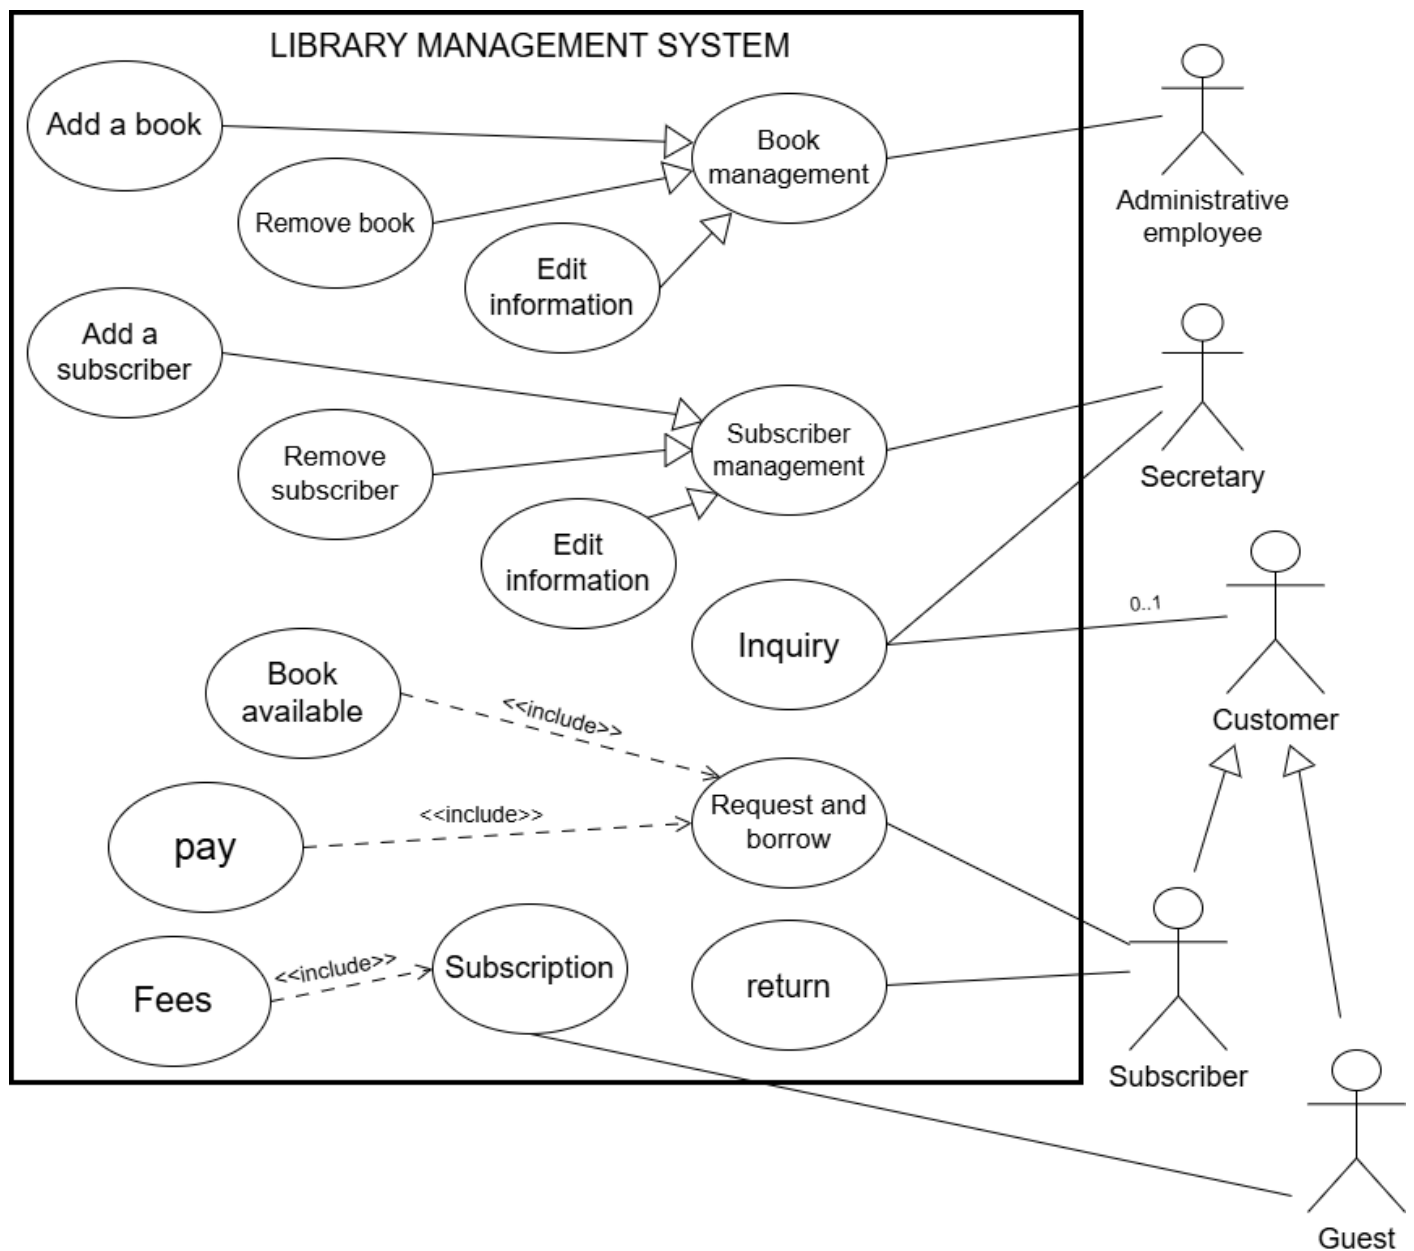 LIBRARY MANAGEMENT SYSTEM
Add a book
Book
management
Remove book
Edit
information
Administrative
employee
Add a
subscriber
Subscriber
management
Remove
subscriber
Edit
information
Secretary
Inquiry
0..1
Customer
Book
available
<<include>>
Request and
borrow
<<include>>
pay
Subscription
<<include>>
Fees
return
Subscriber
Guest